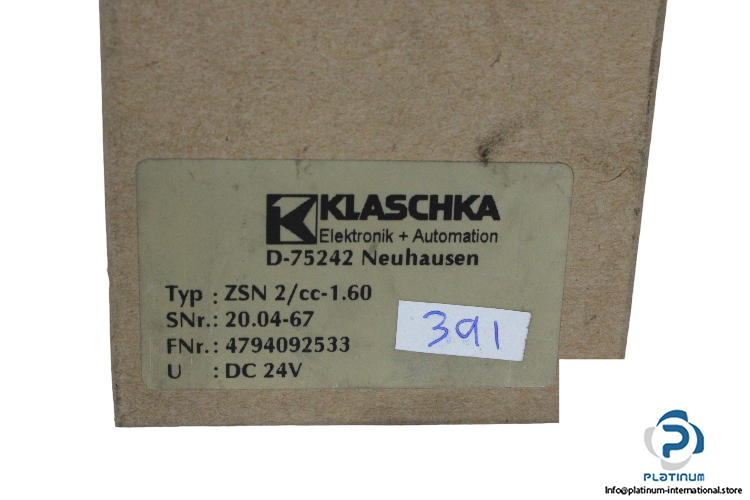 KLASCHKA
Elektronik + Automation
D-75242 Neuhausen
Typ : ZSN 2/cc-1.60
SNr.: 20.04-67
FNr.: 4794092533
U : DC 24V
391
PLATINUM
Info@platinum-international.store